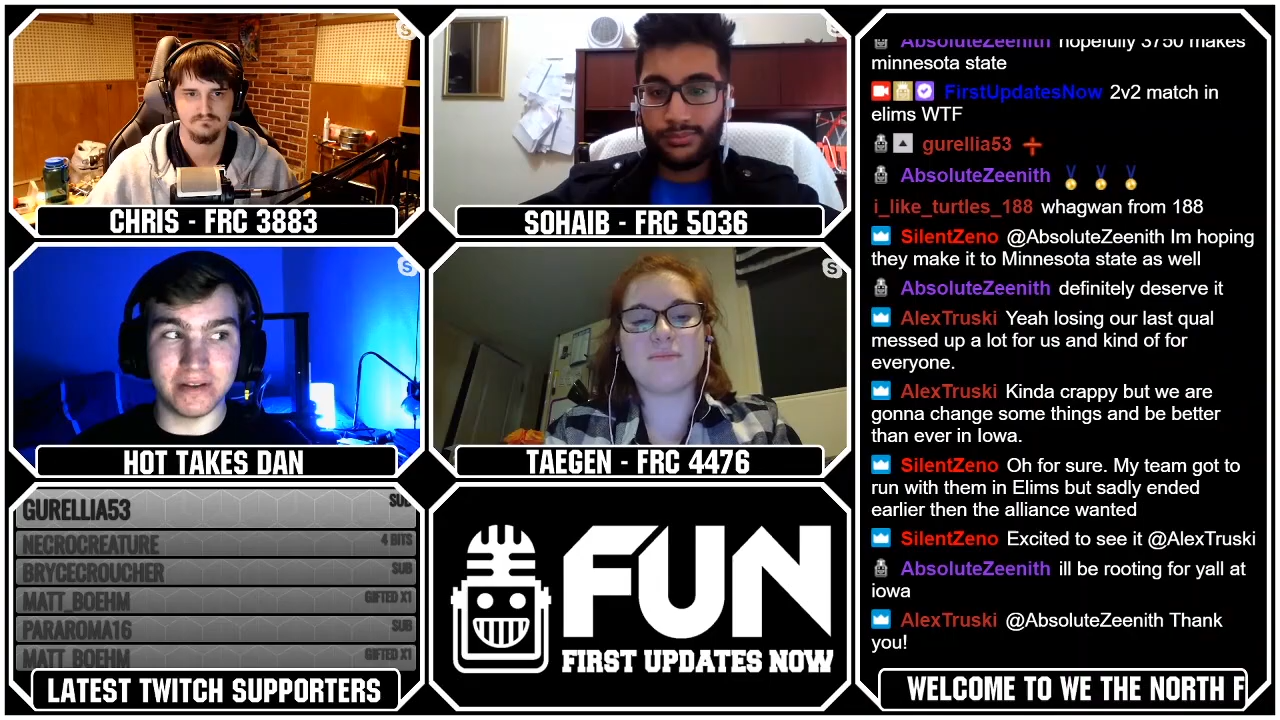 CHRIS - FRC 3883
SOHAIB - FRC 5036
HOT TAKES DAN
TAEGEN - FRC 4476
GURELLIA53 SUB
NECROCREATURE 4 BITS
BRYCECROUCHER SUB
MATT_BOEHM GIFTED X1
PARAROMA16 SUB
MATT_BOEHM GIFTED X1
LATEST TWITCH SUPPORTERS
FUN
FIRST UPDATES NOW
AbsoluteZeenith hopefully 3750 makes
minnesota state
FirstUpdatesNow 2v2 match in
elims WTF
gurellia53
AbsoluteZeenith
i_like_turtles_188 whagwan from 188
SilentZeno @AbsoluteZeenith Im hoping
they make it to Minnesota state as well
AbsoluteZeenith definitely deserve it
AlexTruski Yeah losing our last qual
messed up a lot for us and kind of for
everyone.
AlexTruski Kinda crappy but we are
gonna change some things and be better
than ever in Iowa.
SilentZeno Oh for sure. My team got to
run with them in Elims but sadly ended
earlier then the alliance wanted
SilentZeno Excited to see it @AlexTruski
AbsoluteZeenith ill be rooting for yall at
iowa
AlexTruski @AbsoluteZeenith Thank
you!
WELCOME TO WE THE NORTH F